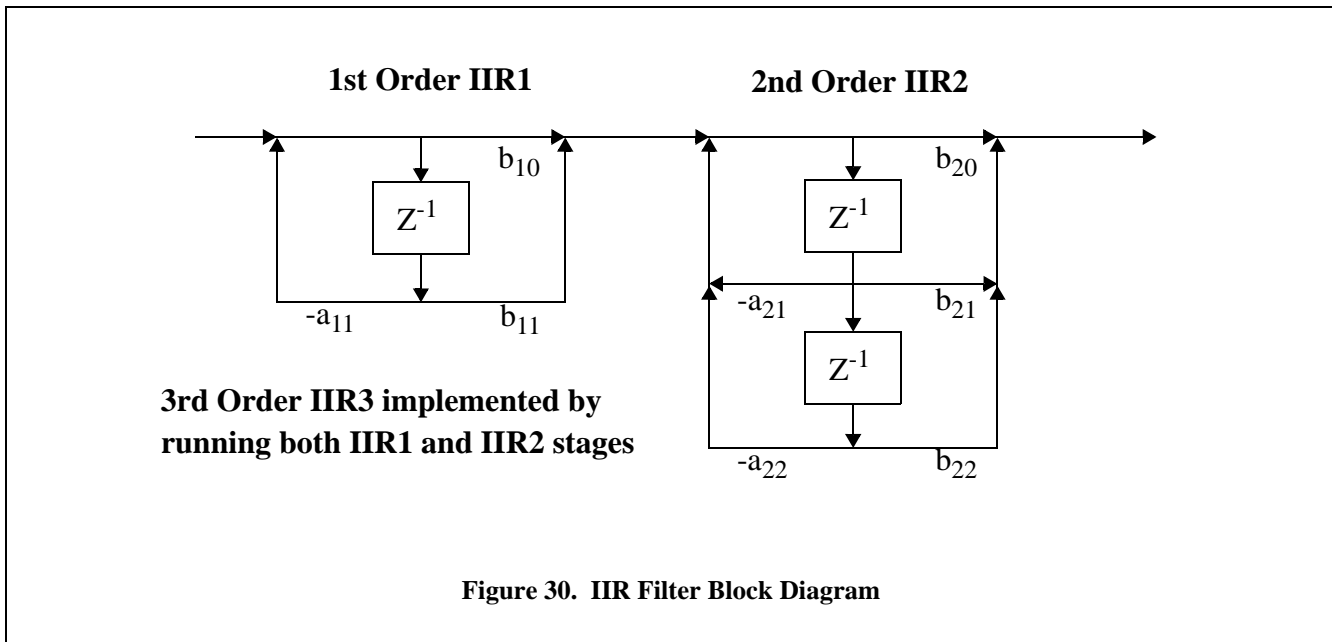 1st Order IIR1
2nd Order IIR2
b10
b20
Z-1
Z-1
-a11
b11
-a21
b21
Z-1
3rd Order IIR3 implemented by
running both IIR1 and IIR2 stages
-a22
b22
Figure 30. IIR Filter Block Diagram